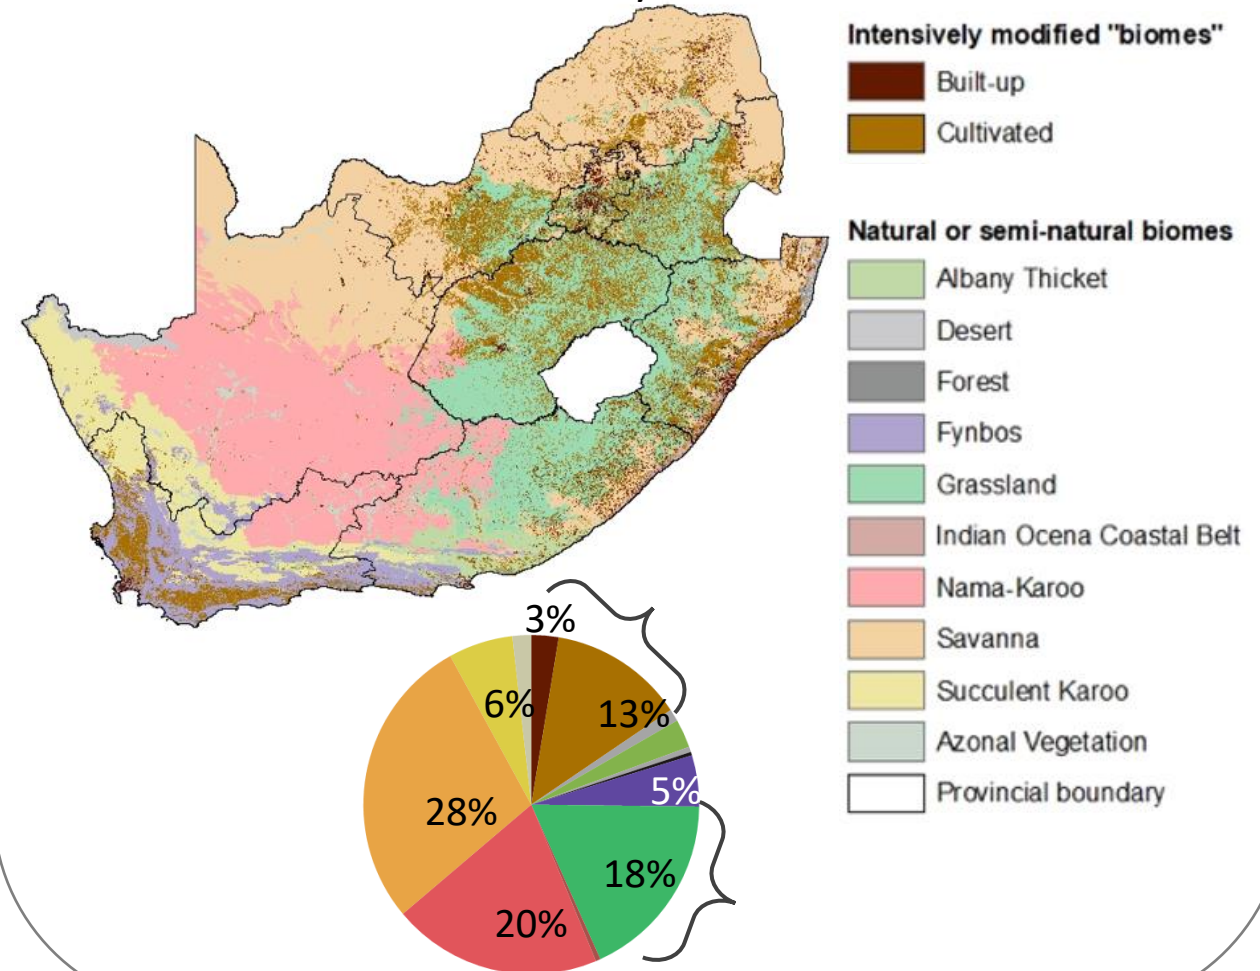 Intensively modified "biomes"
Built-up
Cultivated
Natural or semi-natural biomes
Albany Thicket
Desert
Forest
Fynbos
Grassland
Indian Ocena Coastal Belt
Nama-Karoo
Savanna
Succulent Karoo
Azonal Vegetation
Provincial boundary
3%
13%
6%
5%
28%
18%
20%